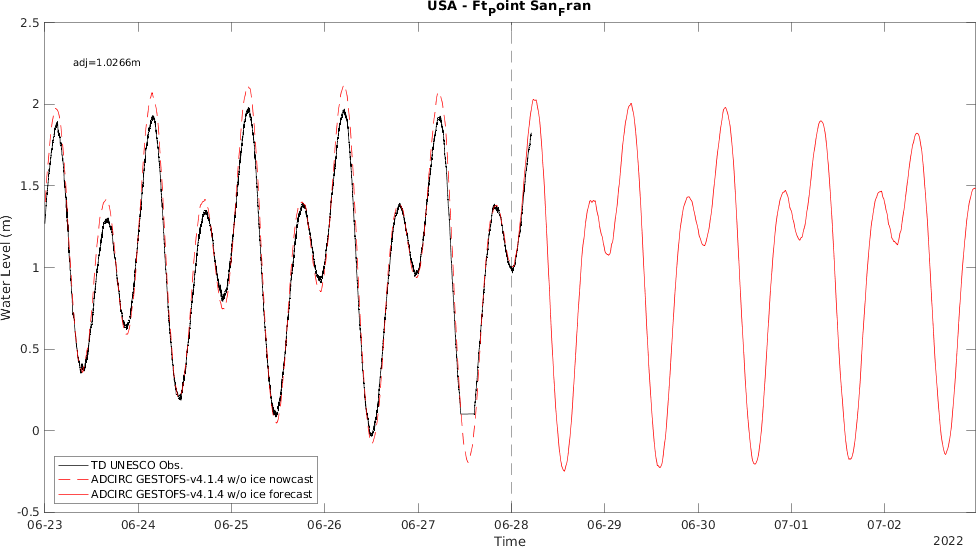 USA - FtPoint SanFran
adj=1.0266m
2.5
2
1.5
1
0.5
0
-0.5
Water Level (m)
TD UNESCO Obs.
ADCIRC GESTOFS-v4.1.4 w/o ice nowcast
ADCIRC GESTOFS-v4.1.4 w/o ice forecast
06-23 06-24 06-25 06-26 06-27 06-28 06-29 06-30 07-01 07-02
Time
2022